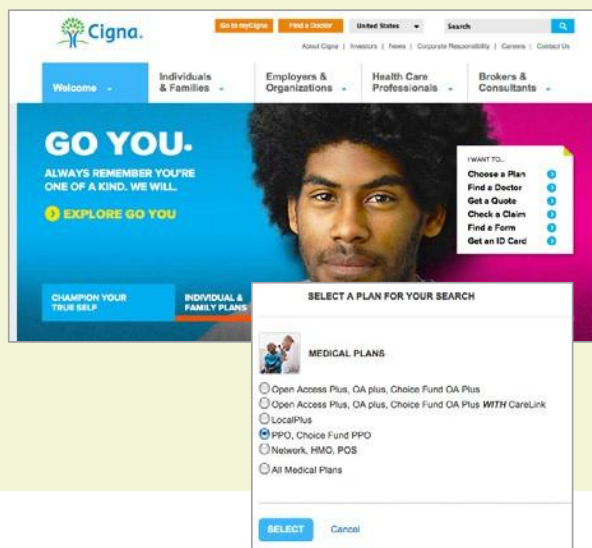 Cigna.
Go to myCigna Find a Doctor United States Search
About Cigna | Investors | News | Corporate Responsibility | Careers | Contact Us
Welcome
Individuals
& Families
Employers &
Organizations
Health Care
Professionals
Brokers &
Consultants
GO YOU.
ALWAYS REMEMBER YOU'RE
ONE OF A KIND. WE WILL.
EXPLORE GO YOU
I WANT TO...
Choose a Plan
Find a Doctor
Get a Quote
Check a Claim
Find a Form
Get an ID Card
CHAMPION YOUR
TRUE SELF
INDIVIDUAL &
FAMILY PLANS
SELECT A PLAN FOR YOUR SEARCH
MEDICAL PLANS
Open Access Plus, OA plus, Choice Fund OA Plus
Open Access Plus, OA plus, Choice Fund OA Plus WITH CareLink
LocalPlus
PPO, Choice Fund PPO
Network, HMO, POS
All Medical Plans
SELECT Cancel